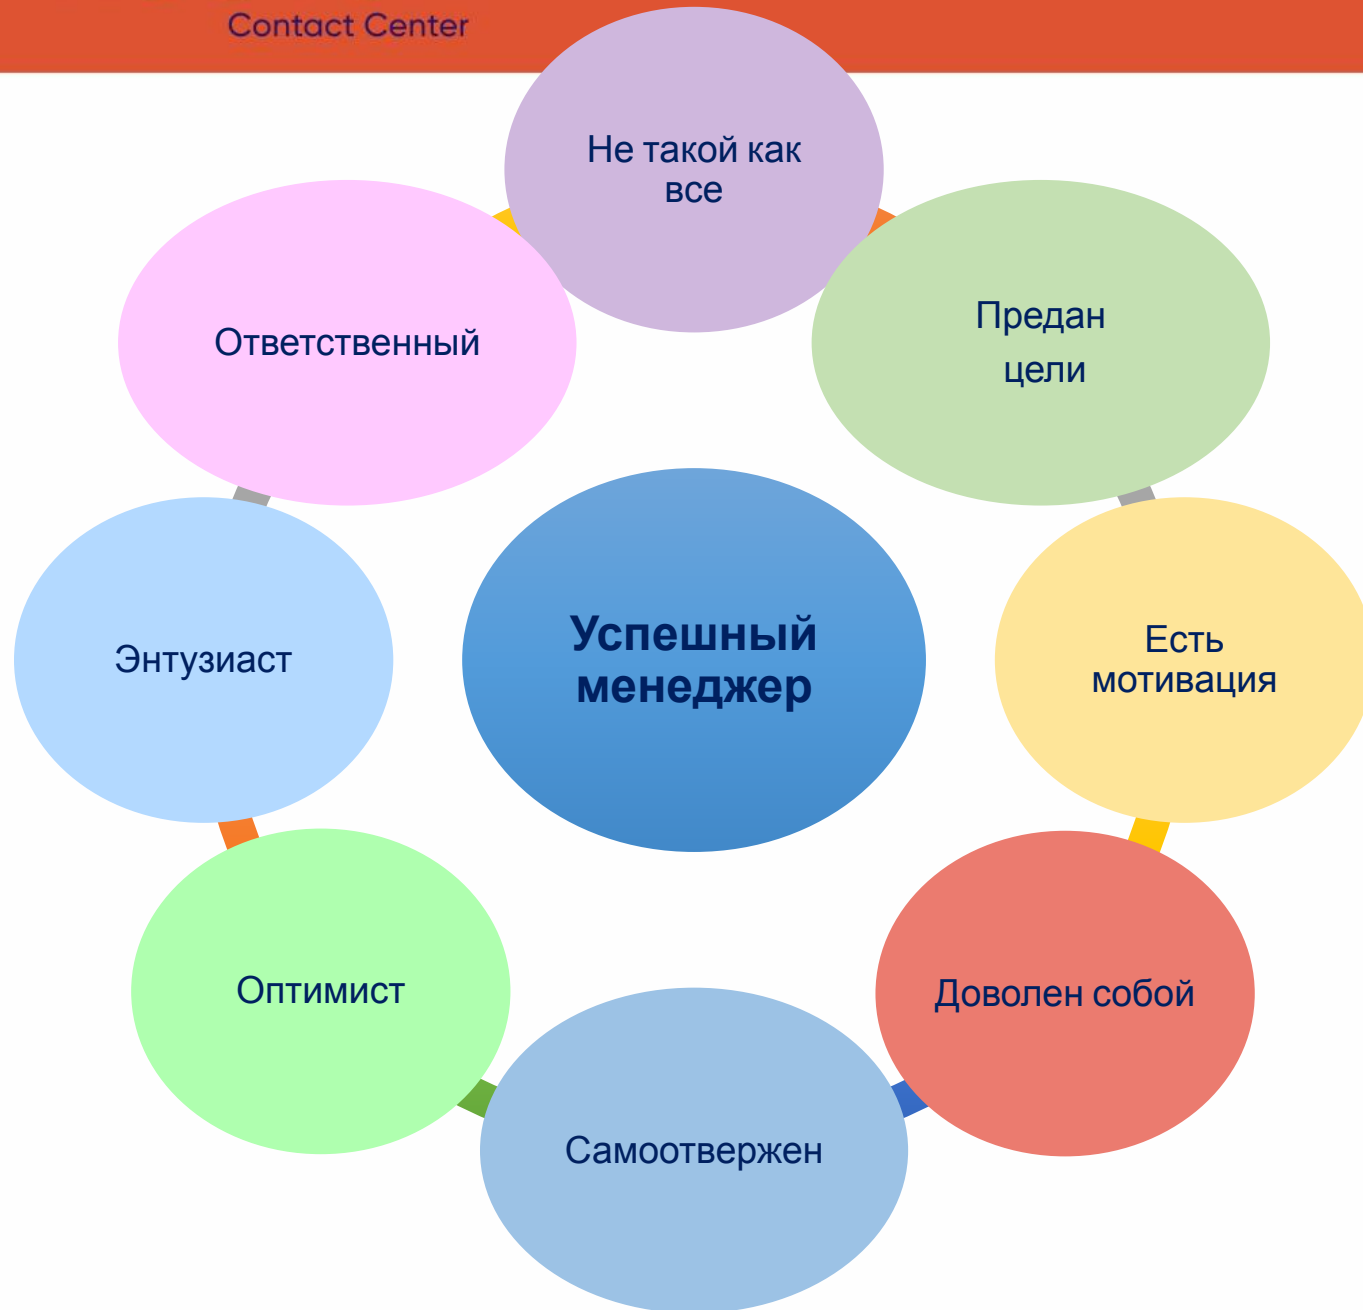 Contact Center
Не такой как
все
Предан
цели
Ответственный
Успешный
менеджер
Есть
мотивация
Энтузиаст
Доволен собой
Оптимист
Самоотвержен